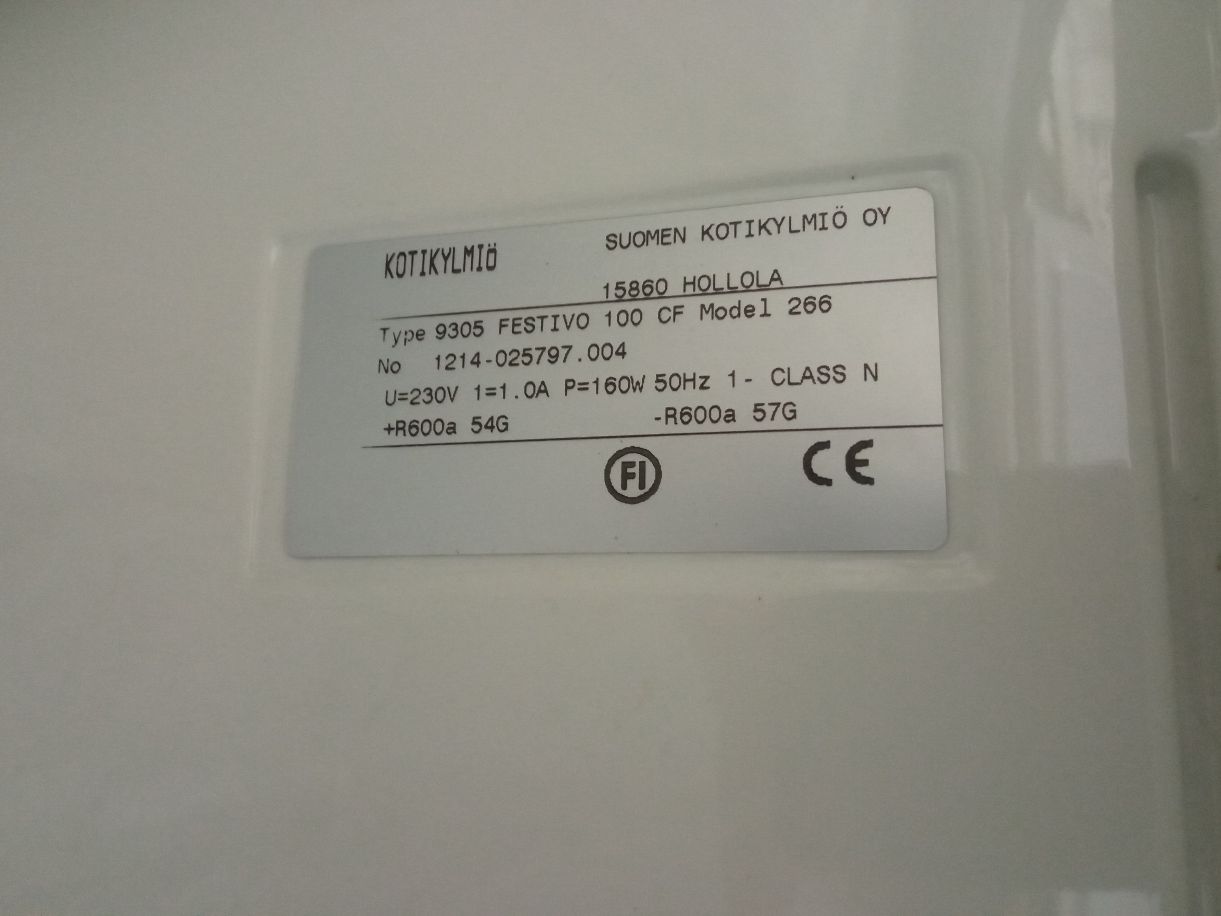 KOTIKYLMIÖ SUOMEN KOTIKYLMIÖ OY
15860 HOLLOLA
Type 9305 FESTIVO 100 CF Model 266
No 1214-025797.004
U=230V 1=1.0A P=160W 50Hz 1- CLASS N
+R600a 54G -R600a 57G
FI CE